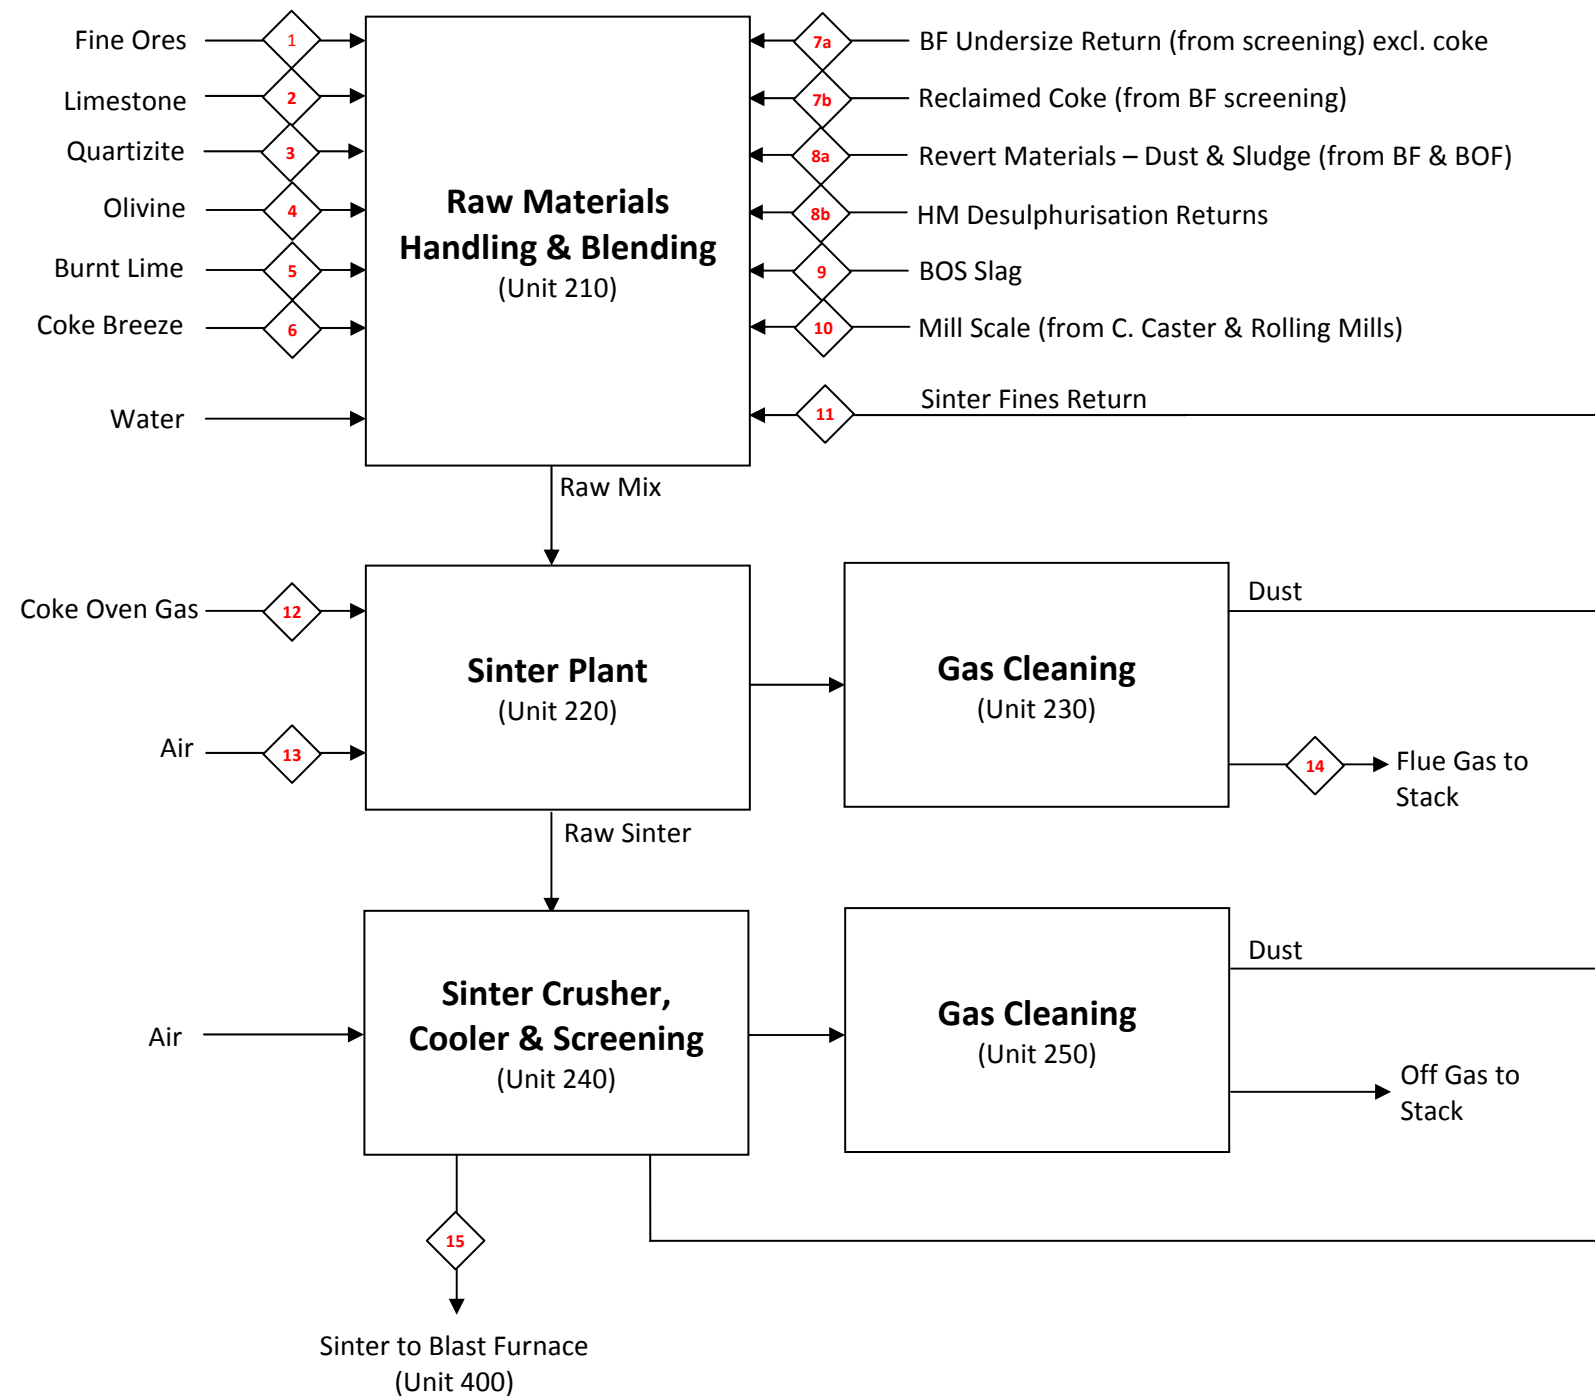 Fine Ores 1 7a BF Undersize Return (from screening) excl. coke
Limestone 2 7b Reclaimed Coke (from BF screening)
Quartizite 3 8a Revert Materials – Dust & Sludge (from BF & BOF)
Raw Materials
Olivine 4 8b HM Desulphurisation Returns
Handling & Blending
Burnt Lime 5 9 BOS Slag
(Unit 210)
Coke Breeze 6 10 Mill Scale (from C. Caster & Rolling Mills)
Sinter Fines Return
Water 11
Raw Mix
Dust
Coke Oven Gas 12
Sinter Plant
(Unit 220)
Gas Cleaning
(Unit 230)
Air 13
14 Flue Gas to
Stack
Raw Sinter
Dust
Sinter Crusher,
Cooler & Screening
(Unit 240)
Gas Cleaning
(Unit 250)
Air
Off Gas to
Stack
15
Sinter to Blast Furnace
(Unit 400)